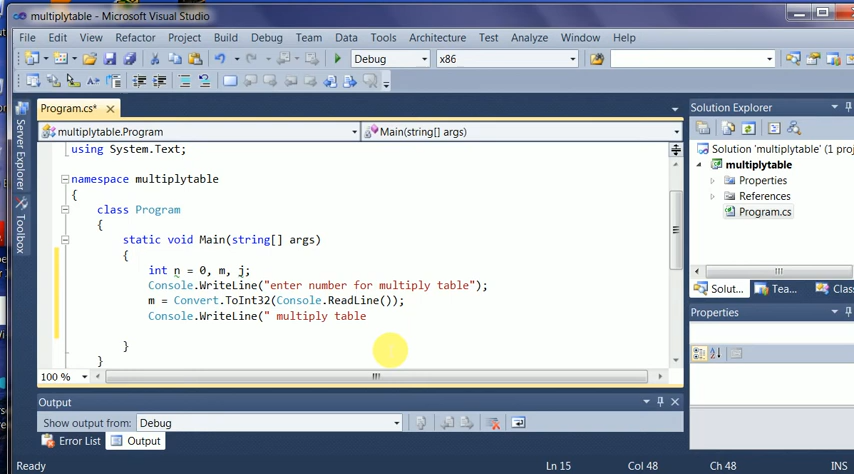 multiplytable - Microsoft Visual Studio
File Edit View Refactor Project Build Debug Team Data Tools Architecture Test Analyze Window Help
Debug x86
Program.cs* Solution Explorer
multiplytable.Program Main(string[] args)
using System.Text; Solution 'multiplytable' (1 proj
multiplytable
namespace multiplytable Properties
{ References
class Program Program.cs
{
static void Main(string[] args)
{
int n = 0, m, j;
Console.WriteLine("enter number for multiply table");
m = Convert.ToInt32(Console.ReadLine());
Console.WriteLine(" multiply table
}
}
Server Explorer
Toolbox
Solut... Tea... Class
Properties
100 %
Output
Show output from: Debug
Error List Output
Ready Ln 15 Col 48 Ch 48 INS